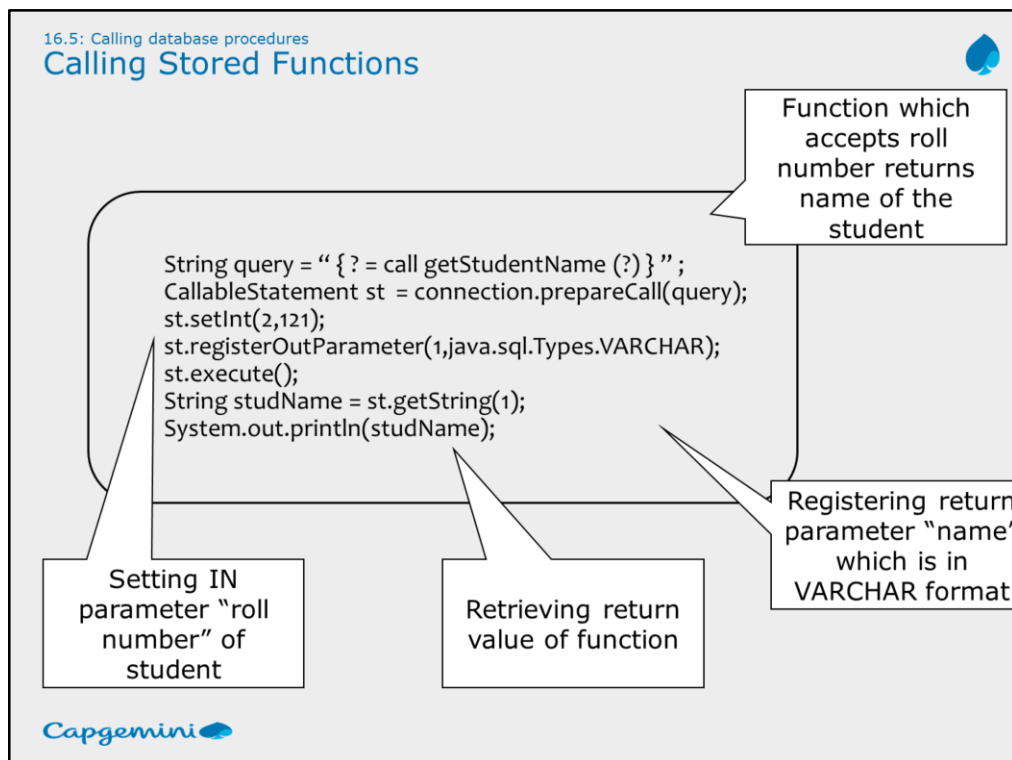 16.5: Calling database procedures
Calling Stored Functions
Function which
accepts roll
number returns
name of the
student
String query = “ { ? = call getStudentName (?) } ” ;
CallableStatement st = connection.prepareCall(query);
st.setInt(2,121);
st.registerOutParameter(1,java.sql.Types.VARCHAR);
st.execute();
String studName = st.getString(1);
System.out.println(studName);
Registering return
parameter “name”
which is in
VARCHAR format
Setting IN
parameter “roll
number” of
student
Retrieving return
value of function
Capgemini